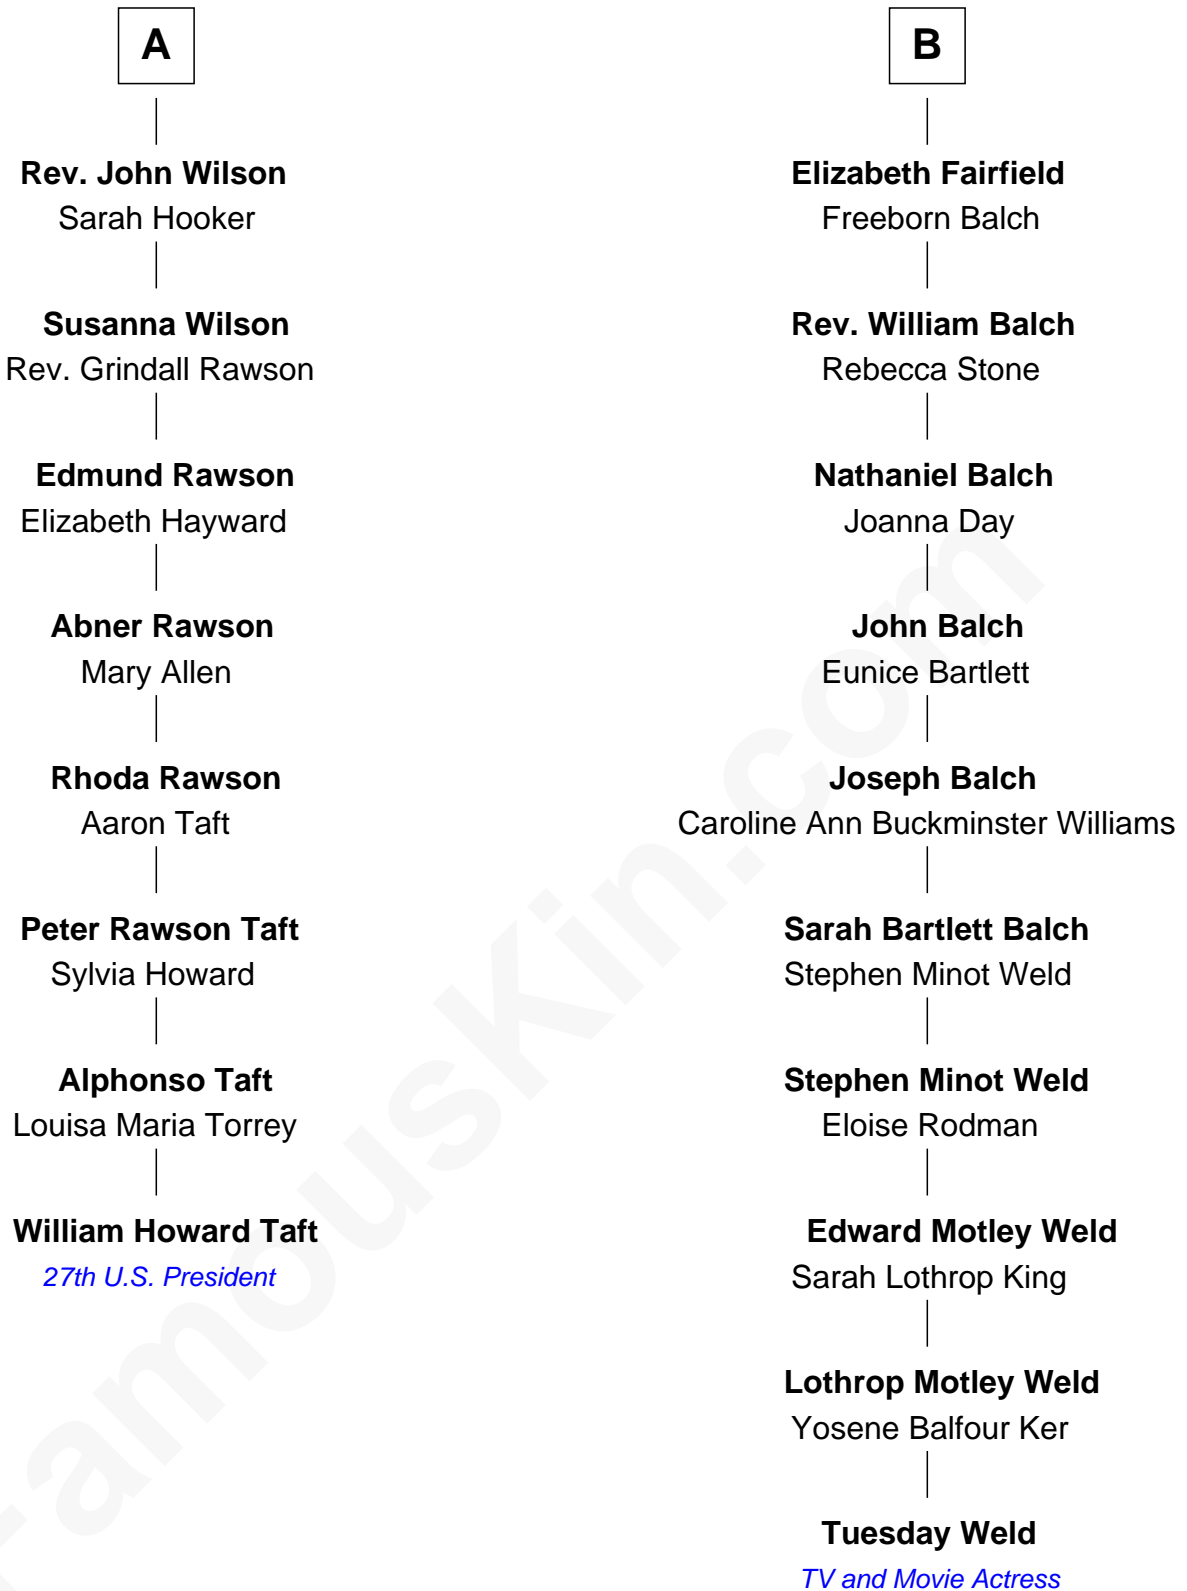 A
Rev. John Wilson
Sarah Hooker
Susanna Wilson
Rev. Grindall Rawson
Edmund Rawson
Elizabeth Hayward
Abner Rawson
Mary Allen
Rhoda Rawson
Aaron Taft
Peter Rawson Taft
Sylvia Howard
Alphonso Taft
Louisa Maria Torrey
William Howard Taft
27th U.S. President
B
Elizabeth Fairfield
Freeborn Balch
Rev. William Balch
Rebecca Stone
Nathaniel Balch
Joanna Day
John Balch
Eunice Bartlett
Joseph Balch
Caroline Ann Buckminster Williams
Sarah Bartlett Balch
Stephen Minot Weld
Stephen Minot Weld
Eloise Rodman
Edward Motley Weld
Sarah Lothrop King
Lothrop Motley Weld
Yosene Balfour Ker
Tuesday Weld
TV and Movie Actress
FamousKin.com